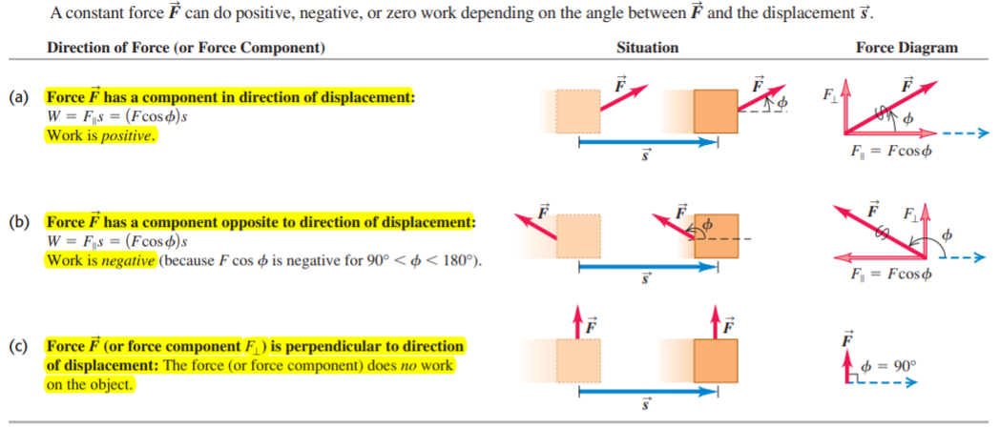 A constant force F⃗ can do positive, negative, or zero work depending on the angle between F⃗ and the displacement s⃗.
Direction of Force (or Force Component) Situation Force Diagram
(a) Force F⃗ has a component in direction of displacement:
W = F∥s = (Fcosϕ)s
Work is positive.
F⃗
F⃗
ϕ
s⃗
F⊥
F⃗
ϕ
F∥ = Fcosϕ
(b) Force F⃗ has a component opposite to direction of displacement:
W = F∥s = (Fcosϕ)s
Work is negative (because F cos ϕ is negative for 90° < ϕ < 180°).
F⃗
F⃗
ϕ
s⃗
F⃗
F⊥
ϕ
F∥ = Fcosϕ
(c) Force F⃗ (or force component F⊥) is perpendicular to direction
of displacement: The force (or force component) does no work
on the object.
F⃗
F⃗
s⃗
F⃗
ϕ = 90°